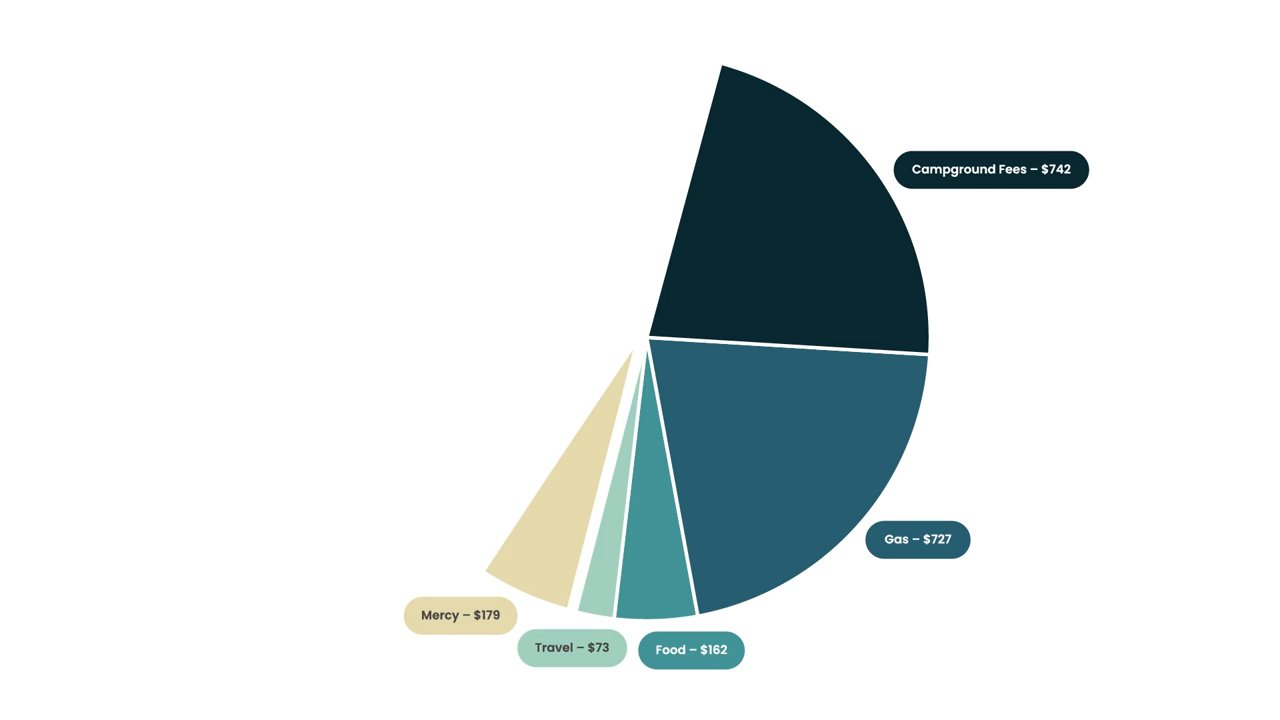 Campground Fees – $742
Gas – $727
Mercy – $179
Travel – $73
Food – $162